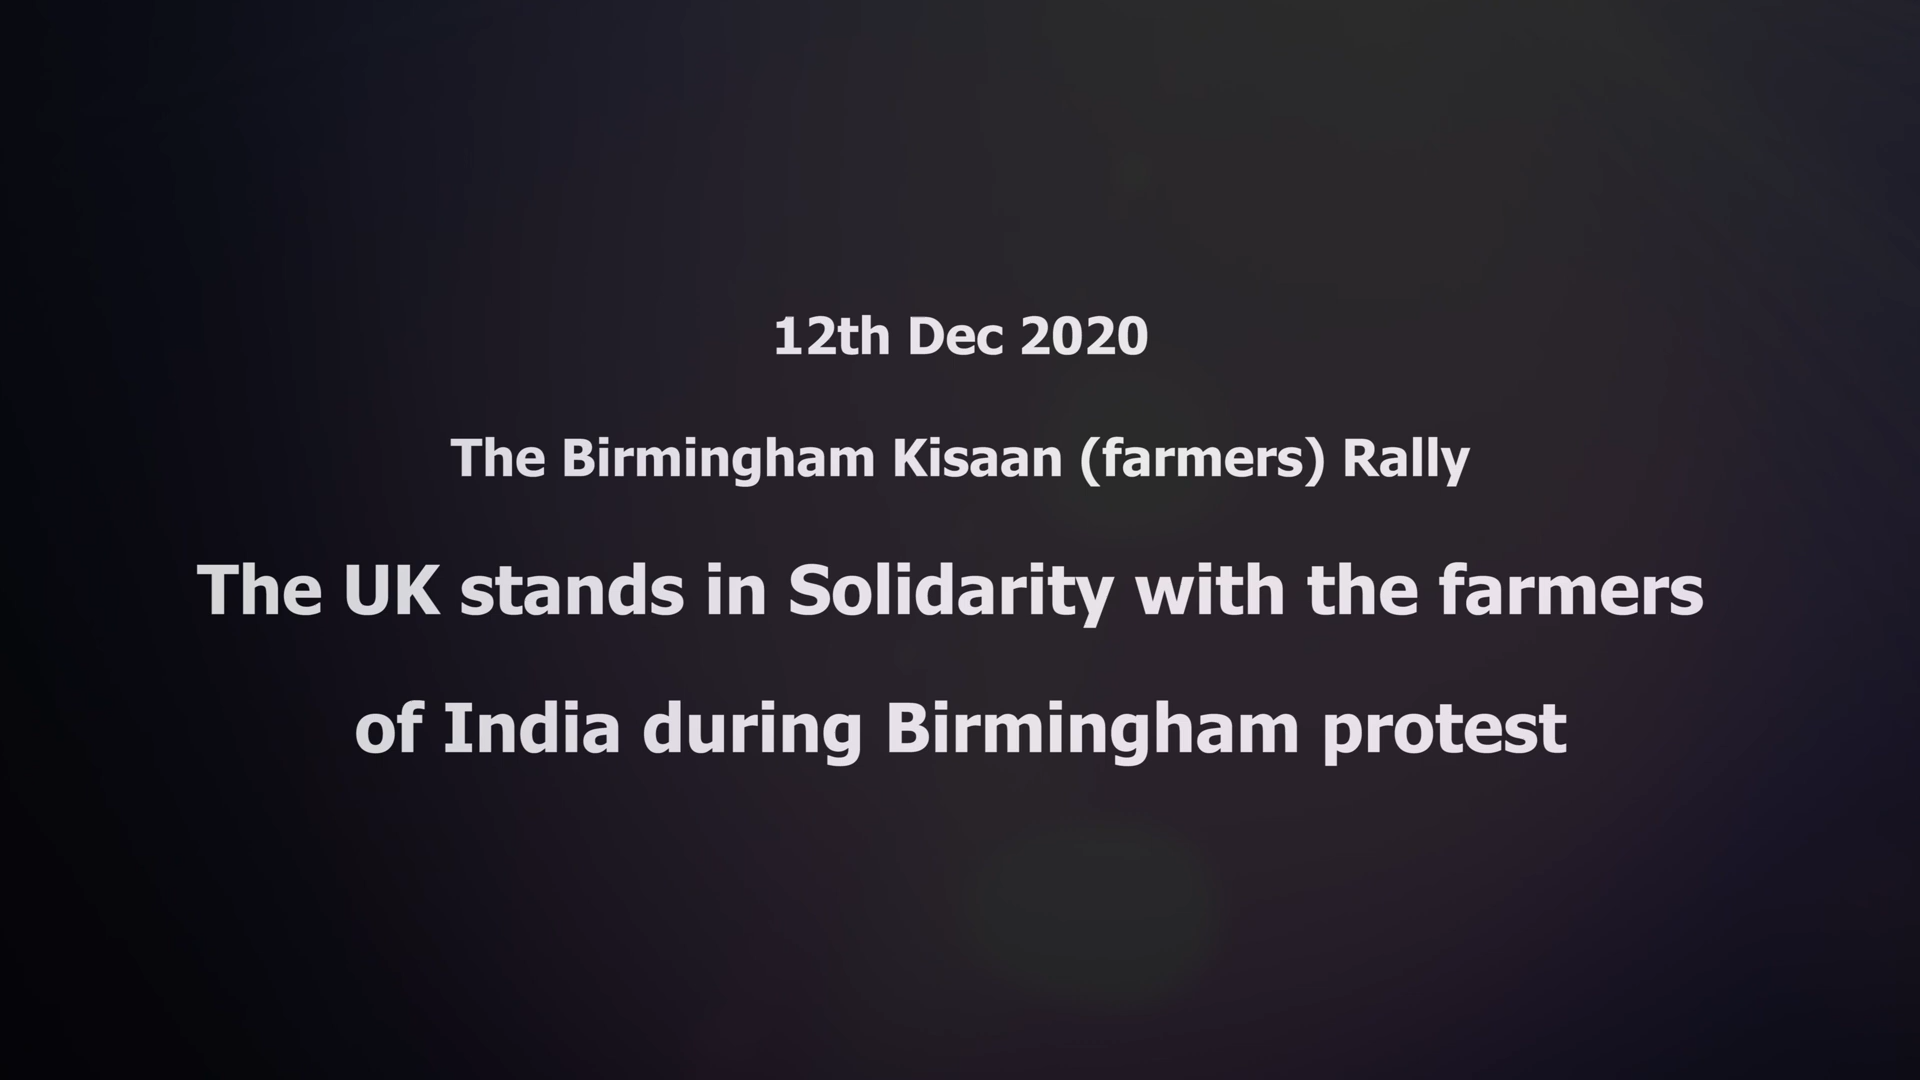 12th Dec 2020
The Birmingham Kisaan (farmers) Rally
The UK stands in Solidarity with the farmers
of India during Birmingham protest